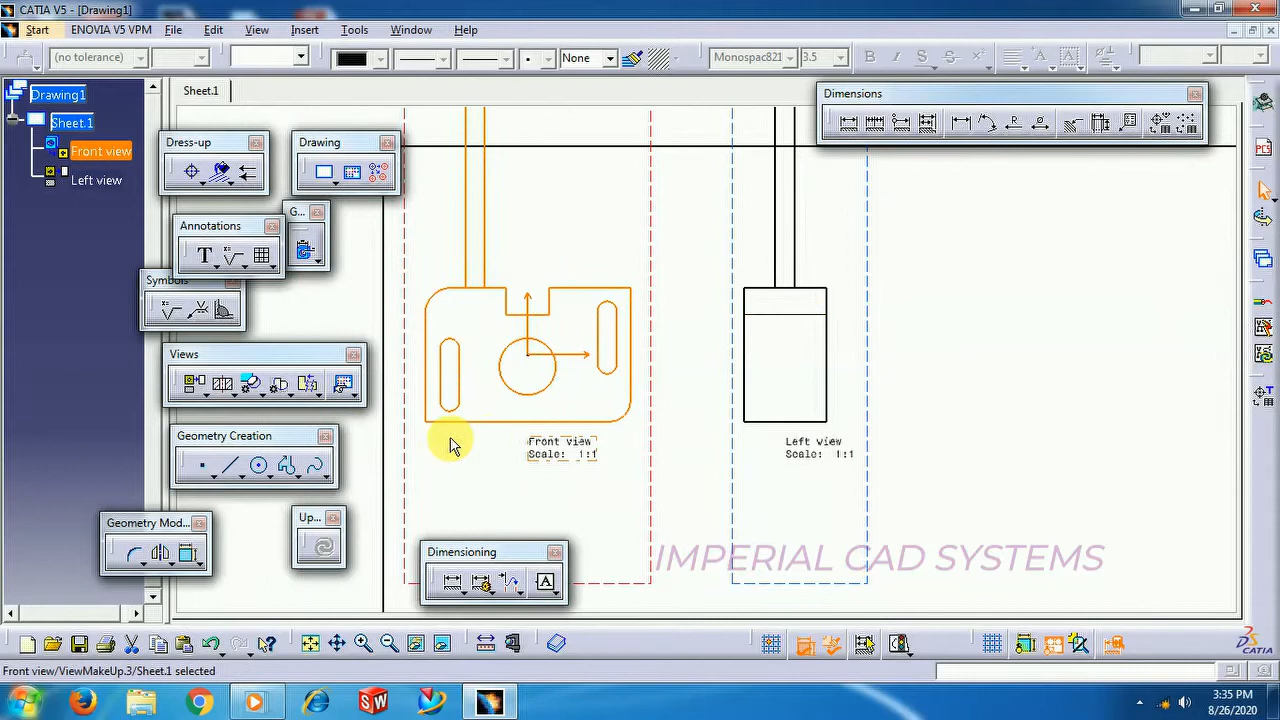 CATIA V5 - [Drawing1]
Start ENOVIA V5 VPM File Edit View Insert Tools Window Help
(no tolerance) None Monospac821 3.5 B I S S
Drawing1
Sheet.1
Front view
Left view
Sheet.1
Dimensions
Dress-up
Drawing
G...
Annotations
Symbols
Views
Geometry Creation
Geometry Mod...
Up...
Dimensioning
Front view
Scale: 1:1
Left view
Scale: 1:1
IMPERIAL CAD SYSTEMS
PCS
CATIA
Front view/ViewMakeUp.3/Sheet.1 selected
SW
3:35 PM
8/26/2020